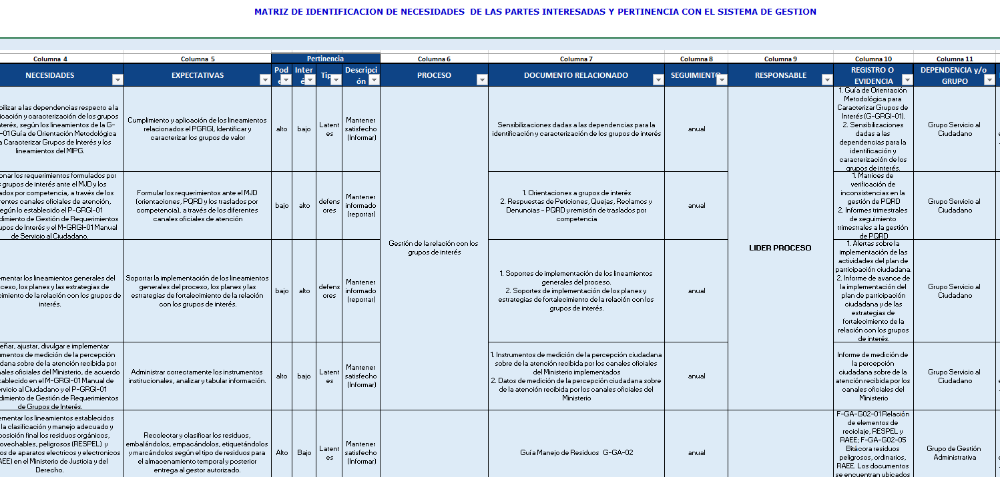 MATRIZ DE IDENTIFICACION DE NECESIDADES DE LAS PARTES INTERESADAS Y PERTINENCIA CON EL SISTEMA DE GESTION
Columna 4
Columna 5
Pertinencia
Columna 6
Columna 7
Columna 8
Columna 9
Columna 10
Columna 11
NECESIDADES
EXPECTATIVAS
Pod
Inter
Descripci
ón
PROCESO
DOCUMENTO RELACIONADO
SEGUIMIENTO
RESPONSABLE
REGISTRO O
EVIDENCIA
DEPENDENCIA y/o
GRUPO
bilizar a las dependencias respecto a la
icación y caracterización de los grupos
terés, según los lineamientos de la G-
-01 Guía de Orientación Metodológica
a Caracterizar Grupos de Interés y los
lineamientos del MIPG.
Cumplimiento y aplicación de los lineamientos
relacionados el PGRGI, Identificar y
caracterizar los grupos de valor
alto
bajo
Latent
es
Mantener
satisfecho
(Informar)
Sensibilizaciones dadas a las dependencias para la
identificación y caracterización de los grupos de interés
anual
1. Guía de Orientación
Metodológica para
Caracterizar Grupos de
Interés (G-GRGI-01).
2. Sensibilizaciones
dadas a las
dependencias para la
identificación y
caracterización de los
grupos de interés.
Grupo Servicio al
Ciudadano
onar los requerimientos formulados por
grupos de interés ante el MJD y los
ados por competencia, a través de los
rentes canales oficiales de atención,
egún lo establecido el P-GRGI-01
dimiento de Gestión de Requerimientos
upos de Interés y el M-GRGI-01 Manual
de Servicio al Ciudadano.
Formular los requerimientos ante el MJD
(orientaciones, PQRD y los traslados por
competencia), a través de los diferentes
canales oficiales de atención
bajo
alto
defens
ores
Mantener
informado
(reportar)
1. Orientaciones a grupos de interés
2. Respuestas de Peticiones, Quejas, Reclamos y
Denuncias - PQRD y remisión de traslados por
competencia
anual
1. Matrices de
verificación de
inconsistencias en la
gestión de PQRD
2. Informes trimestrales
de seguimiento
trimestrales a la gestión
de PQRD
Grupo Servicio al
Ciudadano
Gestión de la relación con los
grupos de interés
LIDER PROCESO
ementar los lineamientos generales del
ceso, los planes y las estrategias de
cimiento de la relación con los grupos de
interés.
Soportar la implementación de los lineamientos
generales del proceso, los planes y las
estrategias de fortalecimiento de la relación
con los grupos de interés.
bajo
alto
defens
ores
Mantener
informado
(reportar)
1. Soportes de implementación de los lineamientos
generales del proceso.
2. Soportes de implementación de los planes y
estrategias de fortalecimiento de la relación con los
grupos de interés.
anual
1. Alertas sobre la
implementación de las
actividades del plan de
participación ciudadana.
2. Informe de avance de
la implementación del
plan de participación
ciudadana y de las
estrategias de
fortalecimiento de la
relación con los grupos
de interés.
Grupo Servicio al
Ciudadano
eñar, ajustar, divulgar e implementar
umentos de medición de la percepción
dana sobre de la atención recibida por
nales oficiales del Ministerio, de acuerdo
tablecido en el M-GRGI-01 Manual de
rvicio al Ciudadano y el P-GRGI-01
dimiento de Gestión de Requerimientos
de Grupos de Interés.
Administrar correctamente los instrumentos
institucionales, analizar y tabular información.
alto
bajo
Latent
es
Mantener
satisfecho
(Informar)
1. Instrumentos de medición de la percepción ciudadana
sobre de la atención recibida por los canales oficiales
del Ministerio implementados
2. Datos de medición de la percepción ciudadana sobre
de la atención recibida por los canales oficiales del
Ministerio
anual
Informe de medición de
la percepción
ciudadana sobre de la
atención recibida por los
canales oficiales del
Ministerio
Grupo Servicio al
Ciudadano
ementar los lineamientos establecidos
la clasificación y manejo adecuado y
posición final los residuos orgánicos,
ovechables, peligrosos (RESPEL) y
os de aparatos electricos y electronicos
AEE) en el Ministerio de Justicia y del
Derecho.
Recolectar y clasificar los residuos,
embalándolos, empacándolos, etiquetándolos
y marcándolos según el tipo de residuos para
el almacenamiento temporal y posterior
entrega al gestor autorizado.
Alto
Bajo
Latent
es
Mantener
satisfecho
(Informar)
Guía Manejo de Residuos G-GA-02
anual
F-GA-G02-01 Relación
de elementos de
reciclaje, RESPEL y
RAEE; F-GA-G02-05
Bitácora residuos
peligrosos, ordinarios,
RAEE. Los documentos
se encuentran ubicados
Grupo de Gestión
Administrativa